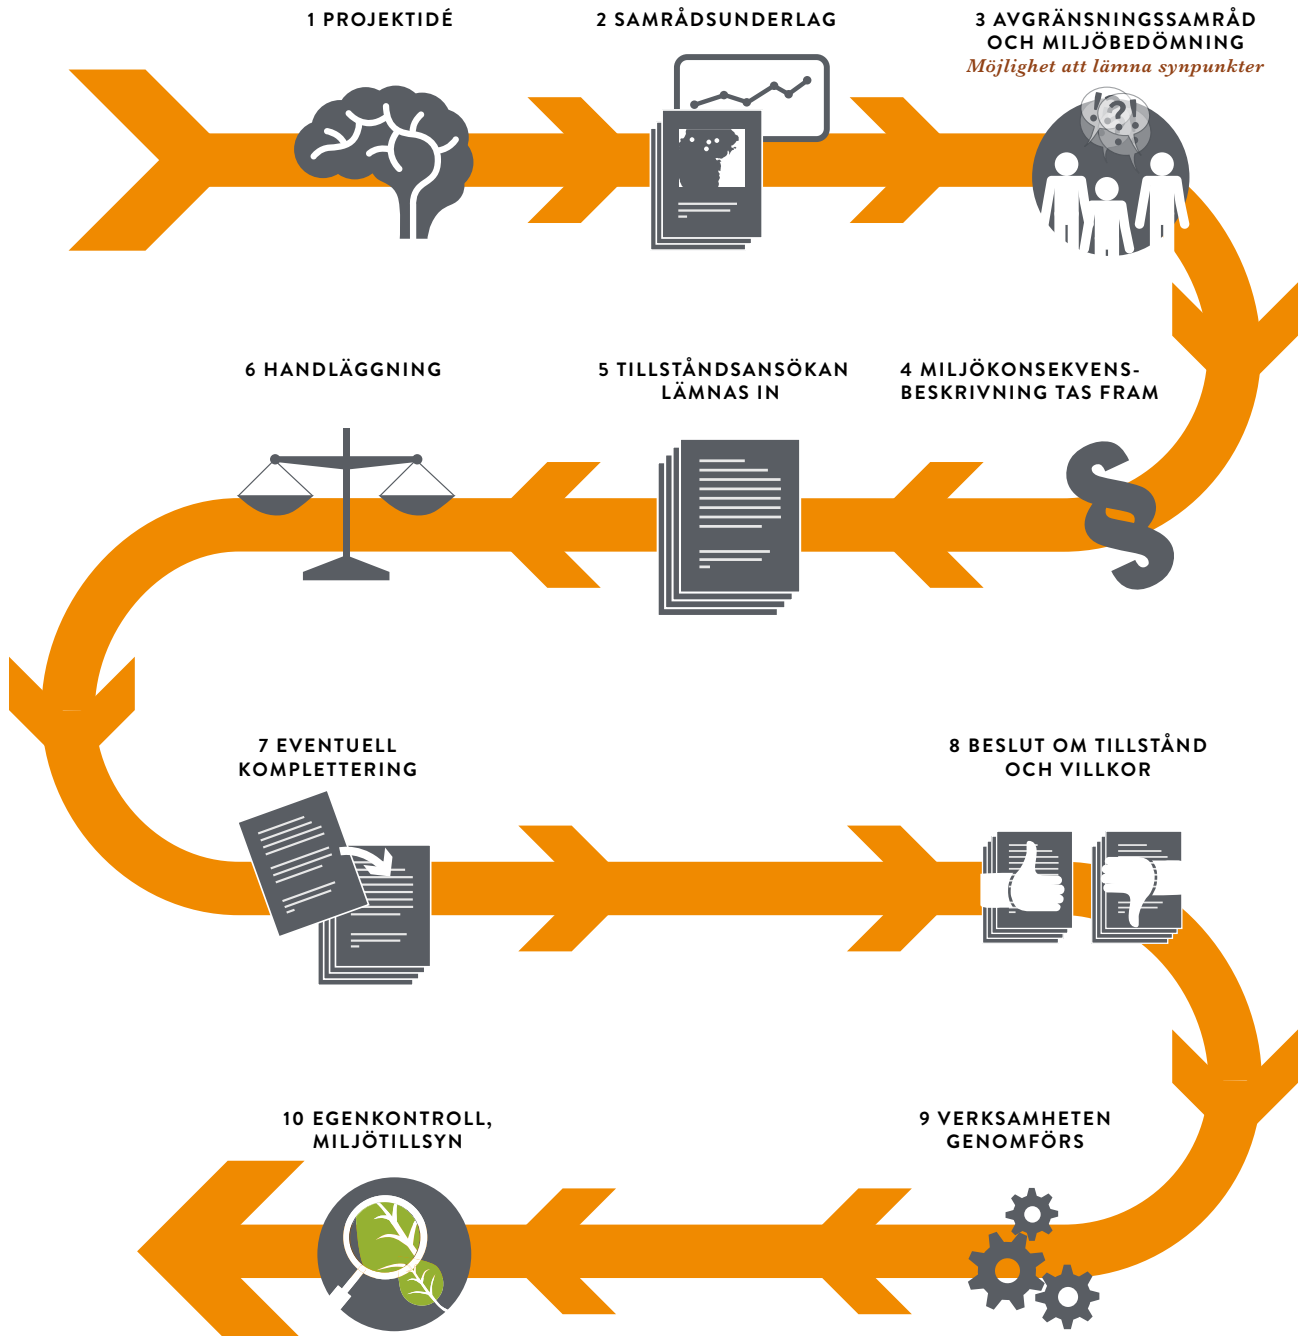 1 PROJEKTIDÉ
2 SAMRÅDSUNDERLAG
3 AVGRÄNSNINGSSAMRÅD
OCH MILJÖBEDÖMNING
Möjlighet att lämna synpunkter
! ? !
4 MILJÖKONSEKVENS-
BESKRIVNING TAS FRAM
§
5 TILLSTÅNDSANSÖKAN
LÄMNAS IN
6 HANDLÄGGNING
7 EVENTUELL
KOMPLETTERING
8 BESLUT OM TILLSTÅND
OCH VILLKOR
9 VERKSAMHETEN
GENOMFÖRS
10 EGENKONTROLL,
MILJÖTILLSYN